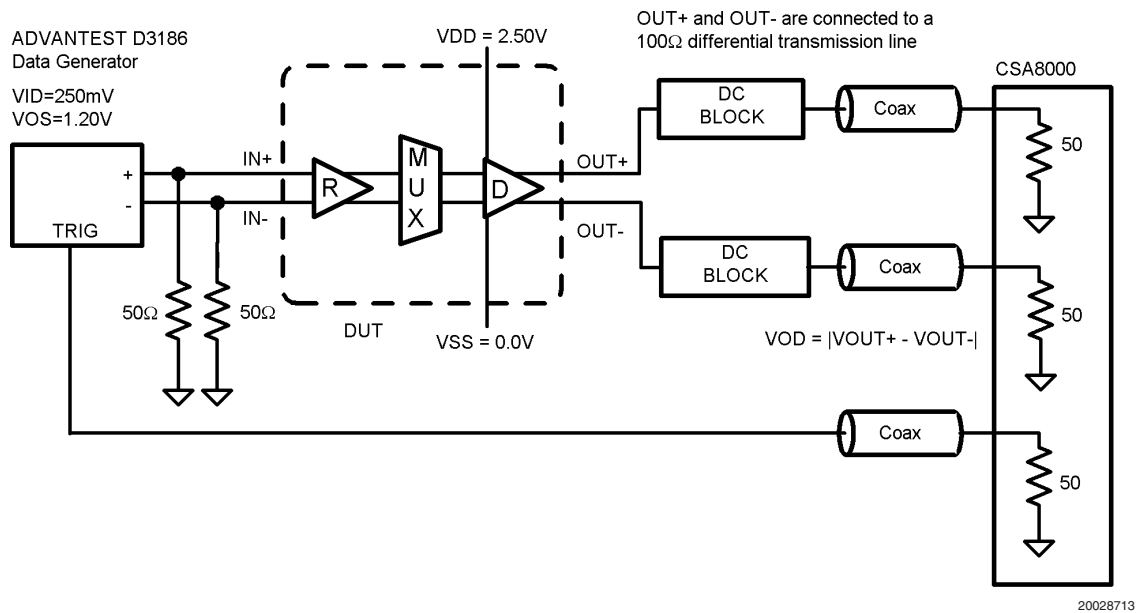 OUT+ and OUT- are connected to a
100Ω differential transmission line
ADVANTEST D3186
Data Generator
VID=250mV
VOS=1.20V
VDD = 2.50V
CSA8000
DC
BLOCK
Coax
50
+
-
TRIG
IN+
IN-
R
M
U
X
D
OUT+
OUT-
DC
BLOCK
Coax
50
50Ω
50Ω
DUT
VSS = 0.0V
VOD = |VOUT+ - VOUT-|
Coax
50
20028713